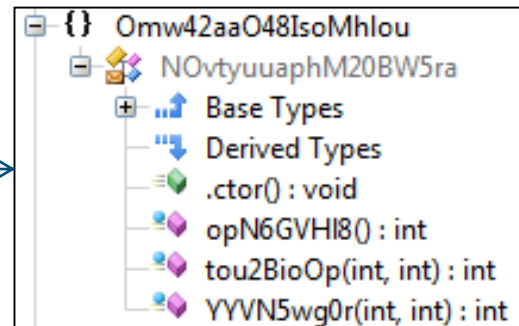 {} Omw42aaO48IsoMhlou
NOvtyuuaphM20BW5ra
Base Types
Derived Types
.ctor() : void
opN6GVHI8() : int
tou2BioOp(int, int) : int
YYVN5wg0r(int, int) : int